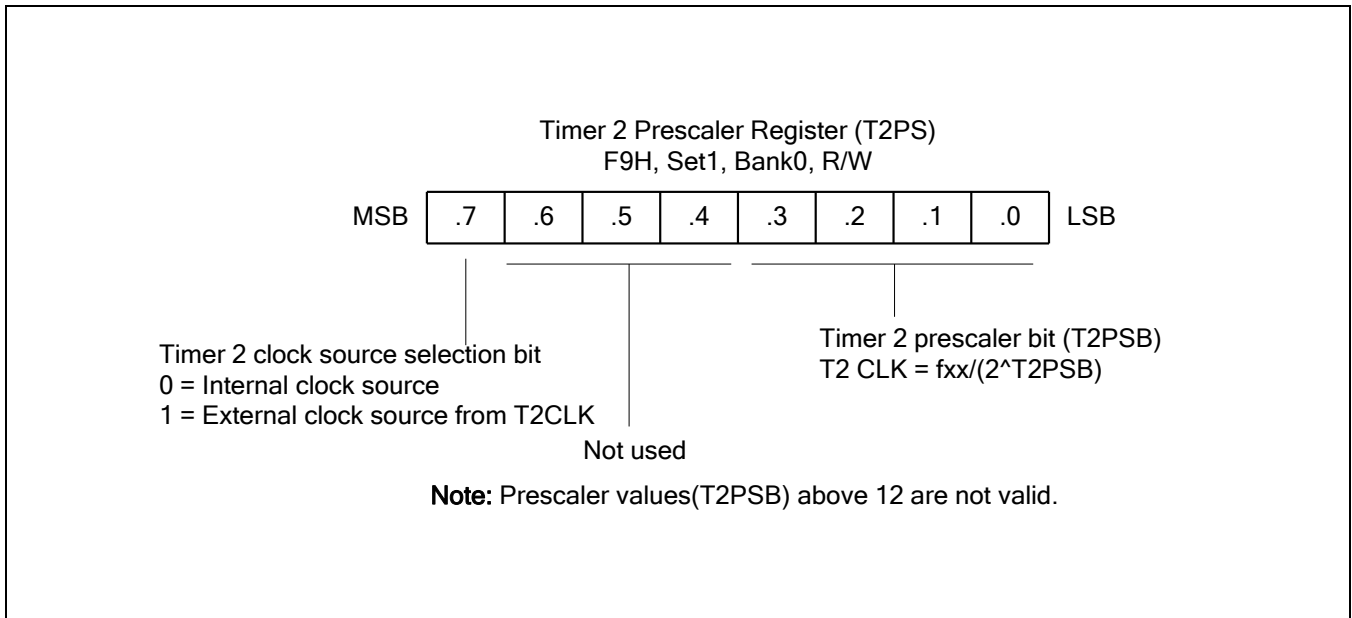 Timer 2 Prescaler Register (T2PS)
F9H, Set1, Bank0, R/W
MSB .7 .6 .5 .4 .3 .2 .1 .0 LSB
Timer 2 clock source selection bit
0 = Internal clock source
1 = External clock source from T2CLK
Not used
Timer 2 prescaler bit (T2PSB)
T2 CLK = fxx/(2^T2PSB)
Note: Prescaler values(T2PSB) above 12 are not valid.